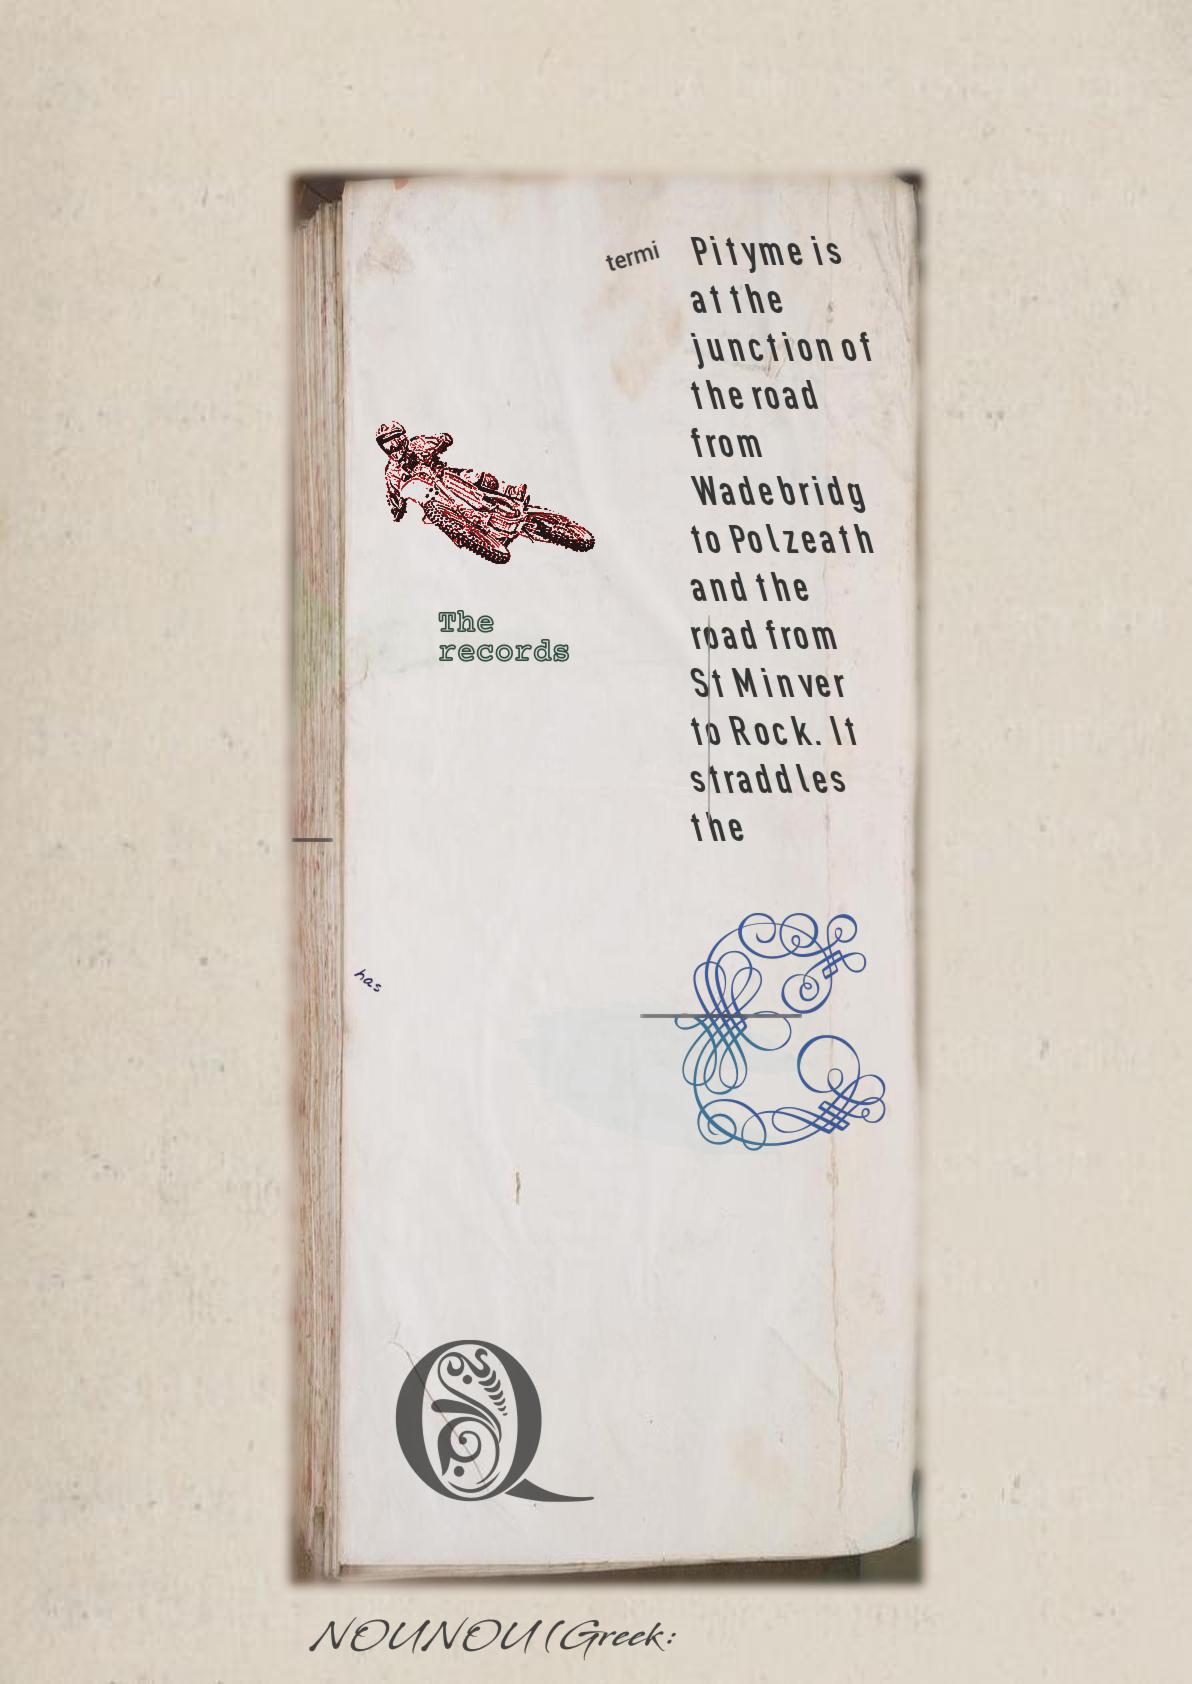 termi
Pityme is
at the
junction of
the road
from
Wadebridg
to Polzeath
and the
road from
St Minver
to Rock. It
straddles
the
The
records
has
E
Q
NOUNOU (Greek: